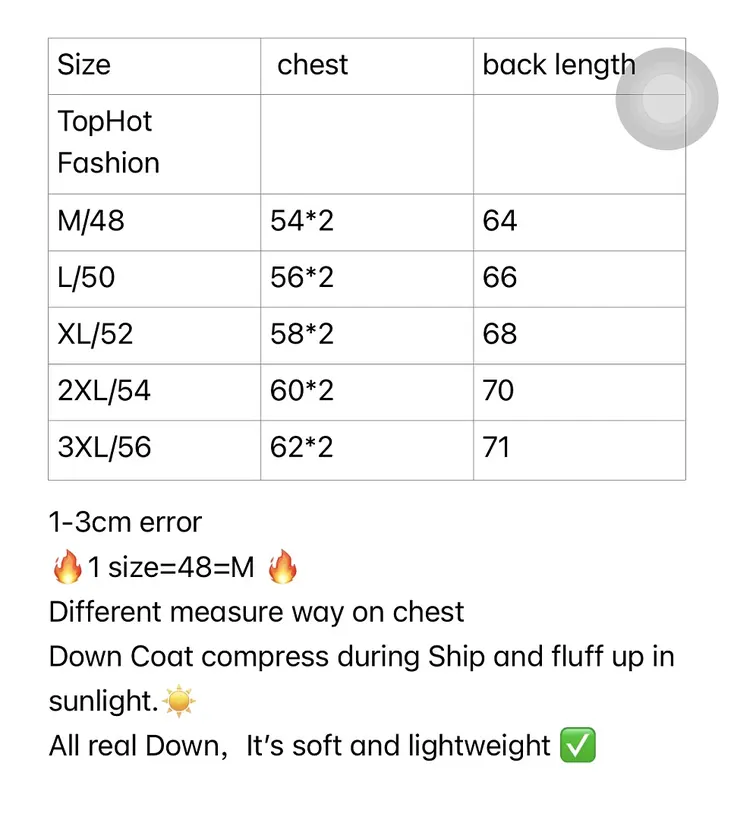 Size chest back length
TopHot
Fashion
M/48 54*2 64
L/50 56*2 66
XL/52 58*2 68
2XL/54 60*2 70
3XL/56 62*2 71
1-3cm error
🔥1 size=48=M 🔥
Different measure way on chest
Down Coat compress during Ship and fluff up in
sunlight.☀️
All real Down，It's soft and lightweight ✅